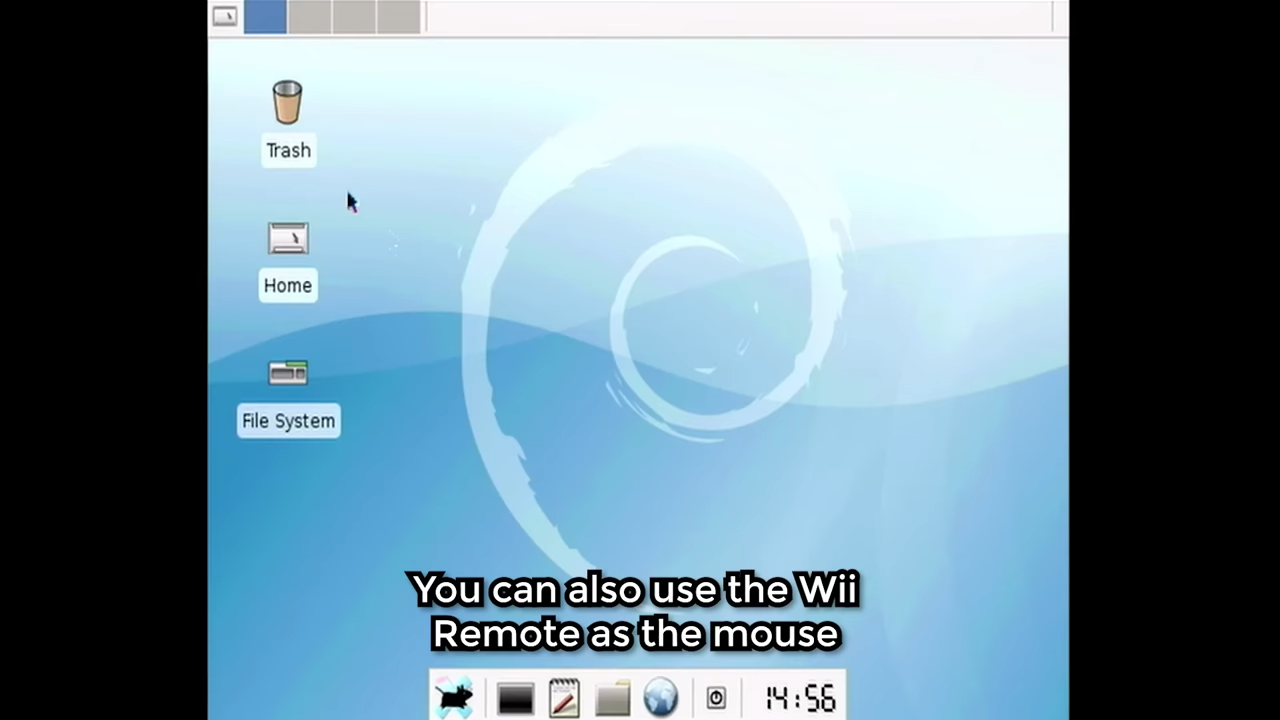 Trash
Home
File System
You can also use the Wii
Remote as the mouse
14:56